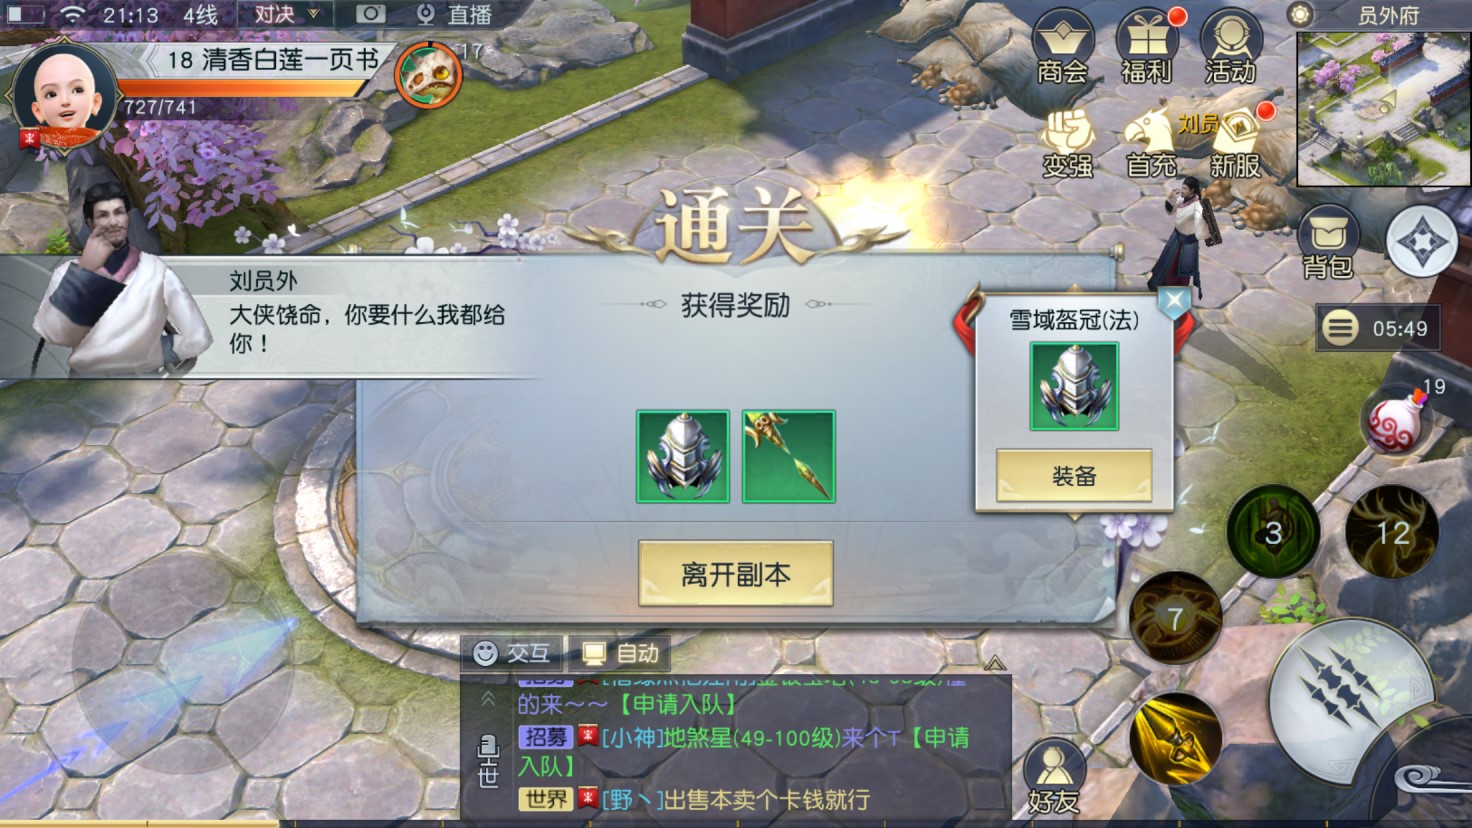 21:13 4线 对决 直播
18 清香白莲一页书
727/741
17
商会 福利 活动
变强 首充 新服
刘员
员外府
背包
05:49
19
通关
获得奖励
刘员外
大侠饶命，你要什么我都给
你！
雪域盔冠(法)
装备
离开副本
3
12
7
交互 自动
的来～～【申请入队】
招募 [小神]地煞星(49-100级)来个T【申请
入队】
世界 [野丶]出售本卖个卡钱就行
世
好友